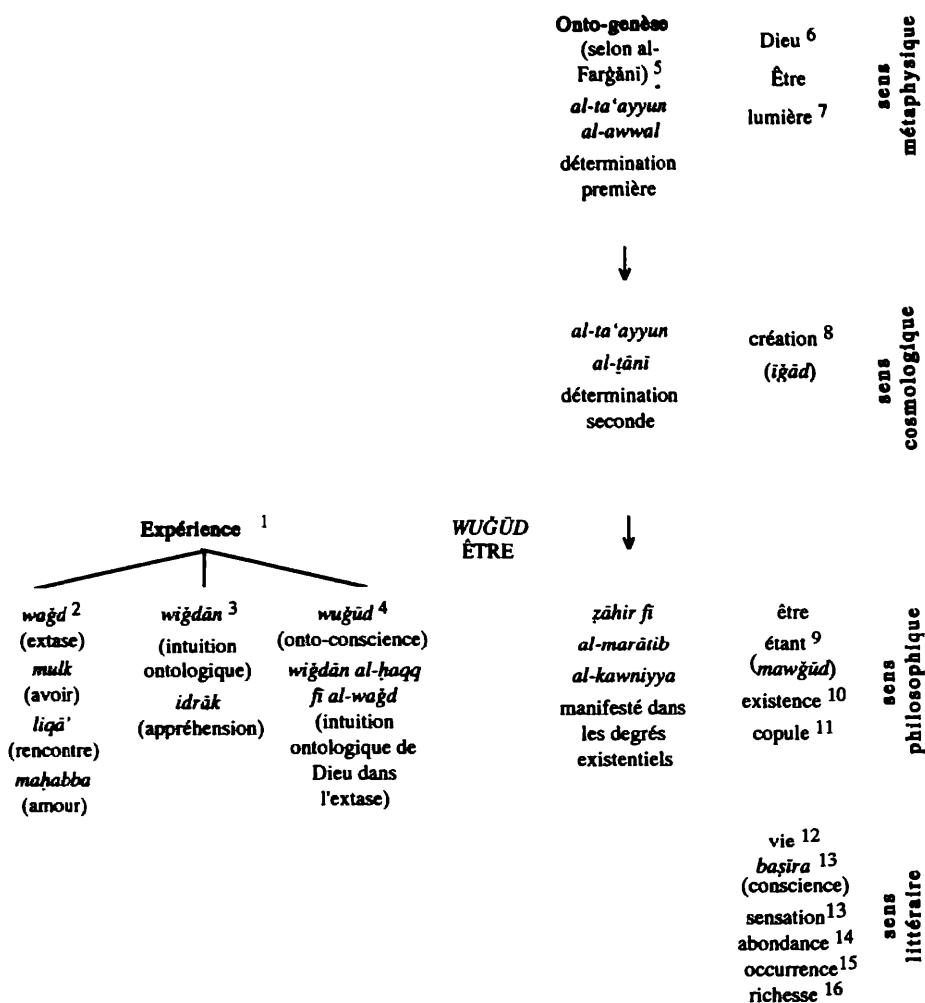 Onto-genèse
(selon al-
Farġānī) 5
al-ta‘ayyun
al-awwal
détermination
première
Dieu 6
Être
lumière 7
sens
métaphysique
al-ta‘ayyun
al-ṯānī
détermination
seconde
création 8
(iǧād)
sens
cosmologique
Expérience 1
WUǦŪD
ÊTRE
waǧd 2
(extase)
mulk
(avoir)
liqā’
(rencontre)
maḥabba
(amour)
wiǧdān 3
(intuition
ontologique)
idrāk
(appréhension)
wuǧūd 4
(onto-conscience)
wiǧdān al-ḥaqq
fī al-waǧd
(intuition
ontologique de
Dieu dans
l'extase)
ẓāhir fī
al-marātib
al-kawniyya
manifesté dans
les degrés
existentiels
être
étant 9
(mawǧūd)
existence 10
copule 11
sens
philosophique
vie 12
baṣīra 13
(conscience)
sensation 13
abondance 14
occurrence 15
richesse 16
sens
littéraire